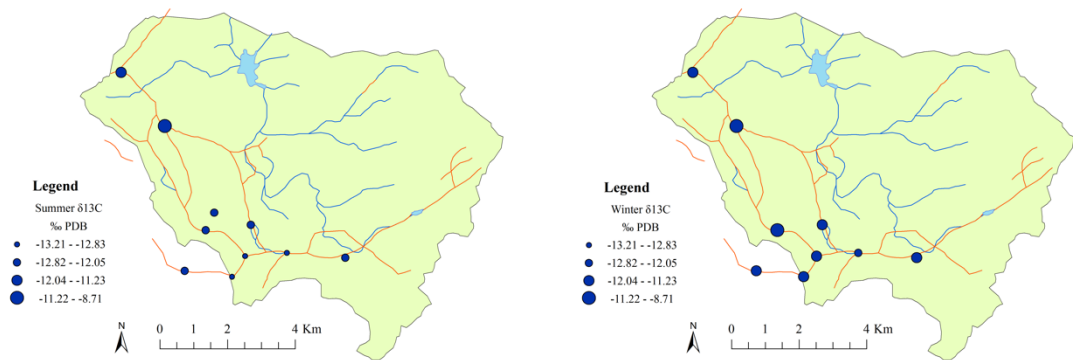 Legend
Summer δ13C
‰ PDB
-13.21 - -12.83
-12.82 - -12.05
-12.04 - -11.23
-11.22 - -8.71
N
0 1 2 4 Km
Legend
Winter δ13C
‰ PDB
-13.21 - -12.83
-12.82 - -12.05
-12.04 - -11.23
-11.22 - -8.71
N
0 1 2 4 Km